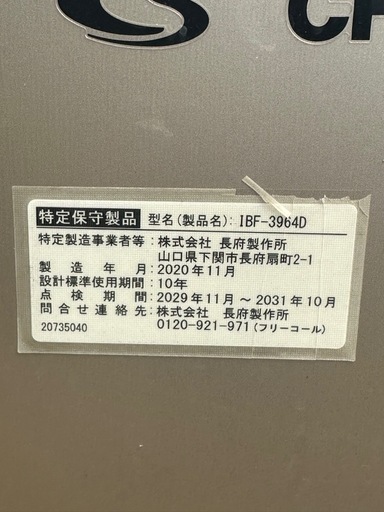 CH
特定保守製品 型名(製品名): IBF-3964D
特定製造事業者等: 株式会社 長府製作所
山口県下関市長府扇町2-1
製造年月: 2020年11月
設計標準使用期間: 10年
点検期間: 2029年11月～2031年10月
問合せ連絡先: 株式会社 長府製作所
20735040 0120-921-971(フリーコール)